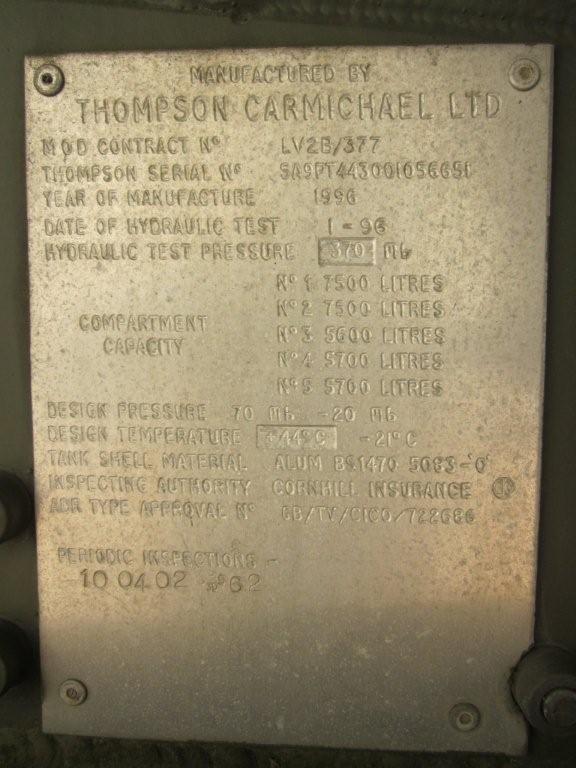 MANUFACTURED BY
THOMPSON CARMICHAEL LTD
MOD CONTRACT Nº LV2B/377
THOMPSON SERIAL Nº SA9PT443001056651
YEAR OF MANUFACTURE 1996
DATE OF HYDRAULIC TEST 1 - 96
HYDRAULIC TEST PRESSURE 370 Mb
COMPARTMENT CAPACITY
Nº 1 7500 LITRES
Nº 2 7500 LITRES
Nº 3 5600 LITRES
Nº 4 5700 LITRES
Nº 5 5700 LITRES
DESIGN PRESSURE 70 Mb -20 Mb
DESIGN TEMPERATURE +44ºC -21ºC
TANK SHELL MATERIAL ALUM BS1470 5083-'0'
INSPECTING AUTHORITY CORNHILL INSURANCE
ADR TYPE APPROVAL Nº GB/TV/CICO/722686
PERIODIC INSPECTIONS -
10 04 02 62